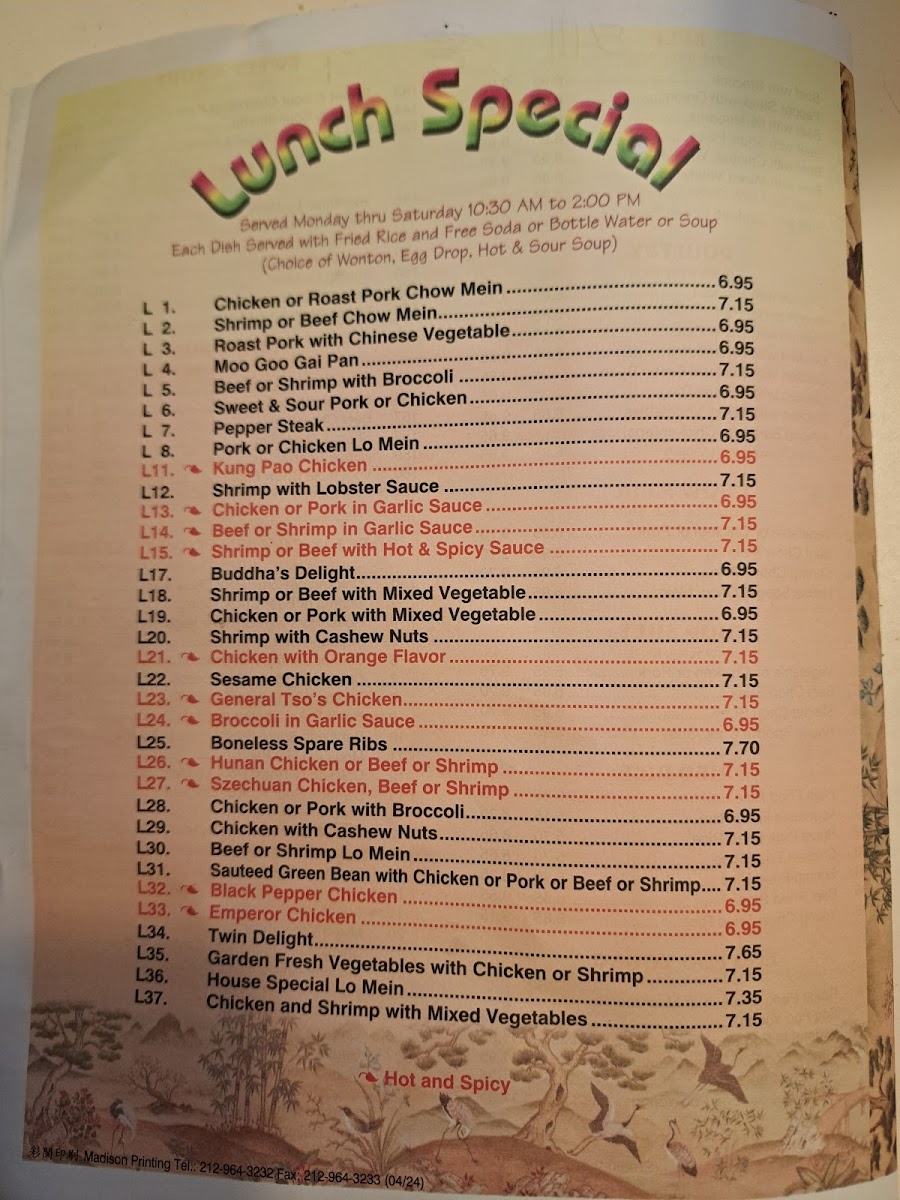 Lunch Special
Served Monday thru Saturday 10:30 AM to 2:00 PM
Each Dish Served with Fried Rice and Free Soda or Bottle Water or Soup
(Choice of Wonton, Egg Drop, Hot & Sour Soup)
L 1. Chicken or Roast Pork Chow Mein 6.95
L 2. Shrimp or Beef Chow Mein 7.15
L 3. Roast Pork with Chinese Vegetable 6.95
L 4. Moo Goo Gai Pan 6.95
L 5. Beef or Shrimp with Broccoli 7.15
L 6. Sweet & Sour Pork or Chicken 6.95
L 7. Pepper Steak 7.15
L 8. Pork or Chicken Lo Mein 6.95
L11. Kung Pao Chicken 6.95
L12. Shrimp with Lobster Sauce 7.15
L13. Chicken or Pork in Garlic Sauce 6.95
L14. Beef or Shrimp in Garlic Sauce 7.15
L15. Shrimp or Beef with Hot & Spicy Sauce 7.15
L17. Buddha's Delight 6.95
L18. Shrimp or Beef with Mixed Vegetable 7.15
L19. Chicken or Pork with Mixed Vegetable 6.95
L20. Shrimp with Cashew Nuts 7.15
L21. Chicken with Orange Flavor 7.15
L22. Sesame Chicken 7.15
L23. General Tso's Chicken 7.15
L24. Broccoli in Garlic Sauce 6.95
L25. Boneless Spare Ribs 7.70
L26. Hunan Chicken or Beef or Shrimp 7.15
L27. Szechuan Chicken, Beef or Shrimp 7.15
L28. Chicken or Pork with Broccoli 6.95
L29. Chicken with Cashew Nuts 7.15
L30. Beef or Shrimp Lo Mein 7.15
L31. Sauteed Green Bean with Chicken or Pork or Beef or Shrimp 7.15
L32. Black Pepper Chicken 6.95
L33. Emperor Chicken 6.95
L34. Twin Delight 7.65
L35. Garden Fresh Vegetables with Chicken or Shrimp 7.15
L36. House Special Lo Mein 7.35
L37. Chicken and Shrimp with Mixed Vegetables 7.15
Hot and Spicy
Madison Printing Tel.: 212-964-3232 Fax: 212-964-3233 (04/24)